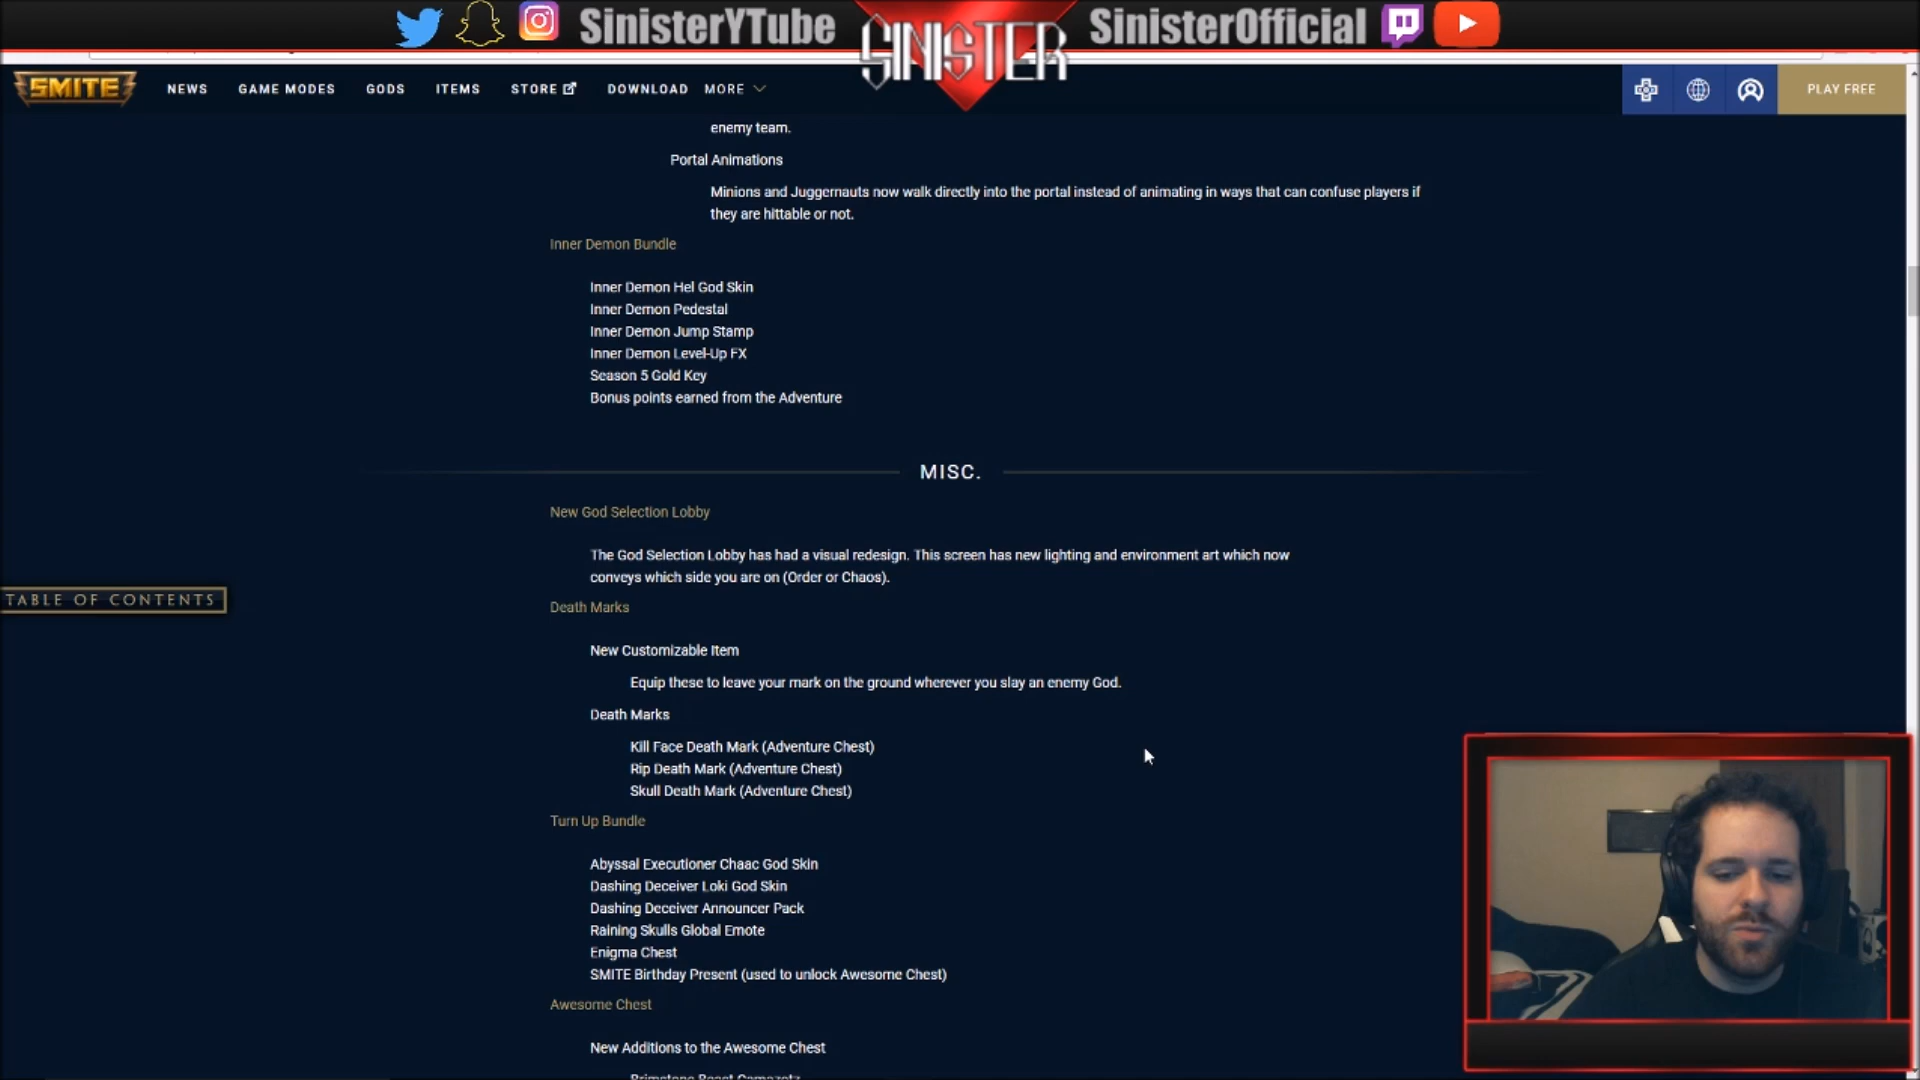 SinisterYTube
SINISTER
SinisterOfficial
SMITE
NEWS
GAME MODES
GODS
ITEMS
STORE
DOWNLOAD
MORE
PLAY FREE
enemy team.
Portal Animations
Minions and Juggernauts now walk directly into the portal instead of animating in ways that can confuse players if
they are hittable or not.
Inner Demon Bundle
Inner Demon Hel God Skin
Inner Demon Pedestal
Inner Demon Jump Stamp
Inner Demon Level-Up FX
Season 5 Gold Key
Bonus points earned from the Adventure
MISC.
New God Selection Lobby
The God Selection Lobby has had a visual redesign. This screen has new lighting and environment art which now
conveys which side you are on (Order or Chaos).
TABLE OF CONTENTS
Death Marks
New Customizable Item
Equip these to leave your mark on the ground wherever you slay an enemy God.
Death Marks
Kill Face Death Mark (Adventure Chest)
Rip Death Mark (Adventure Chest)
Skull Death Mark (Adventure Chest)
Turn Up Bundle
Abyssal Executioner Chaac God Skin
Dashing Deceiver Loki God Skin
Dashing Deceiver Announcer Pack
Raining Skulls Global Emote
Enigma Chest
SMITE Birthday Present (used to unlock Awesome Chest)
Awesome Chest
New Additions to the Awesome Chest